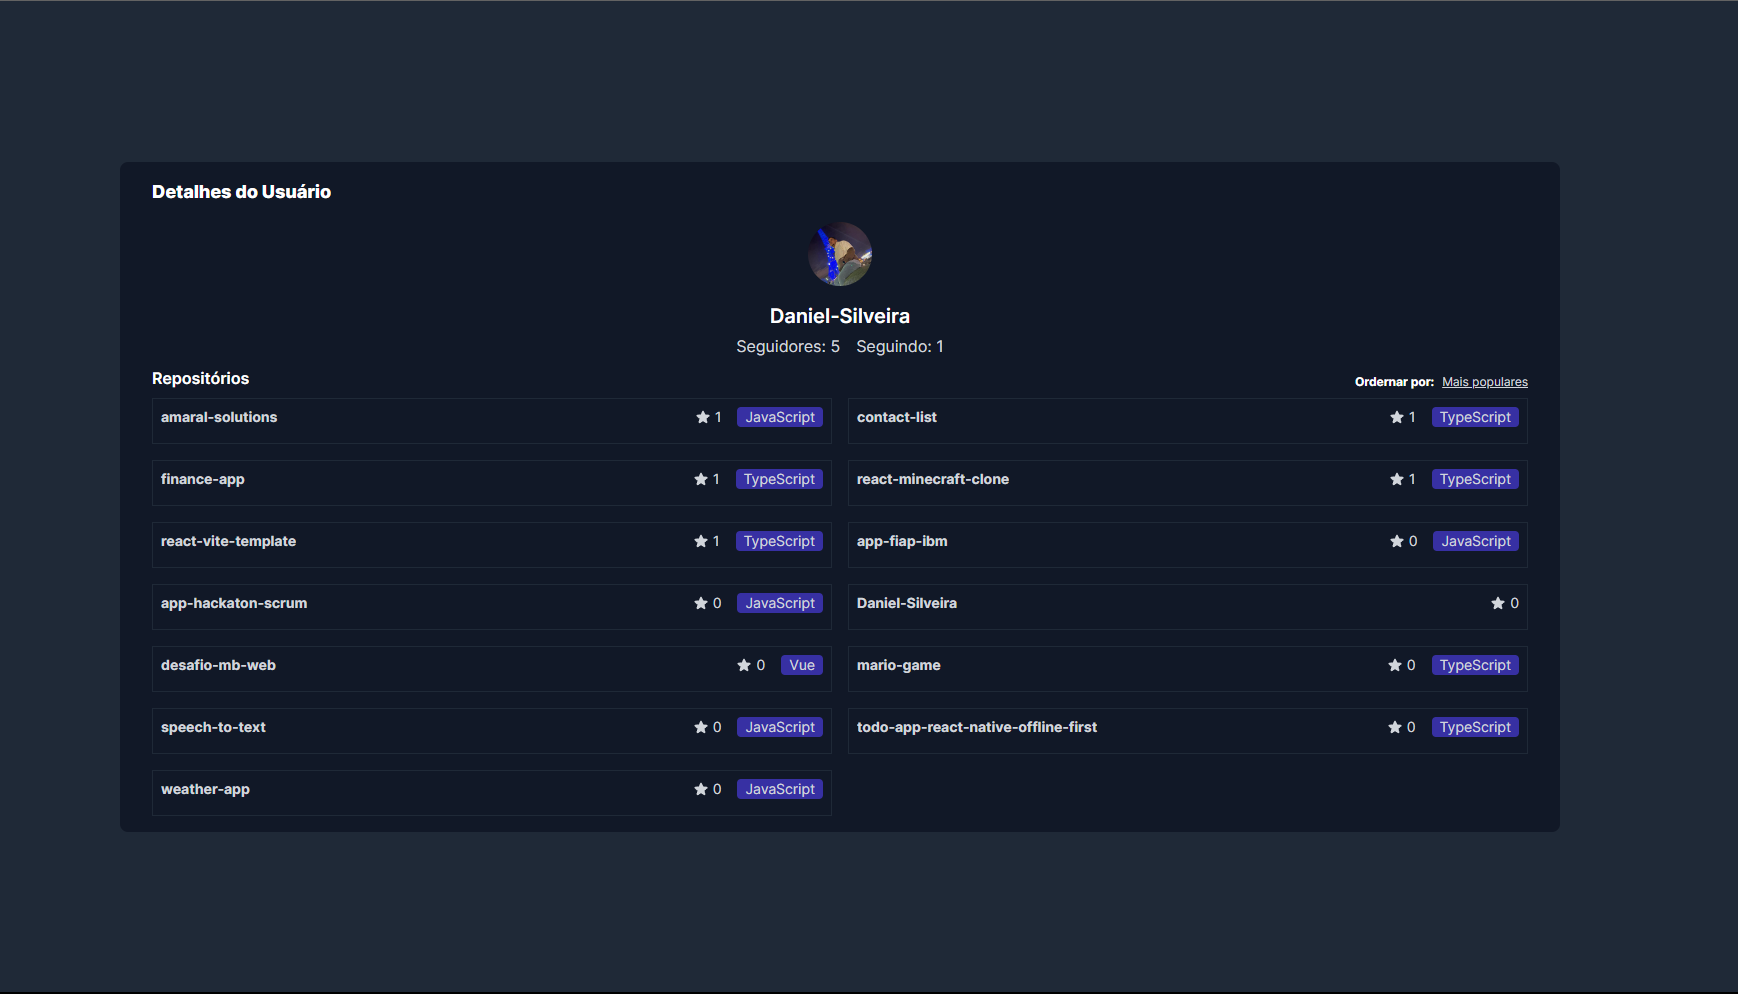 Detalhes do Usuário
Daniel-Silveira
Seguidores: 5 Seguindo: 1
Repositórios Ordernar por: Mais populares
amaral-solutions 1 JavaScript
contact-list 1 TypeScript
finance-app 1 TypeScript
react-minecraft-clone 1 TypeScript
react-vite-template 1 TypeScript
app-fiap-ibm 0 JavaScript
app-hackaton-scrum 0 JavaScript
Daniel-Silveira 0
desafio-mb-web 0 Vue
mario-game 0 TypeScript
speech-to-text 0 JavaScript
todo-app-react-native-offline-first 0 TypeScript
weather-app 0 JavaScript